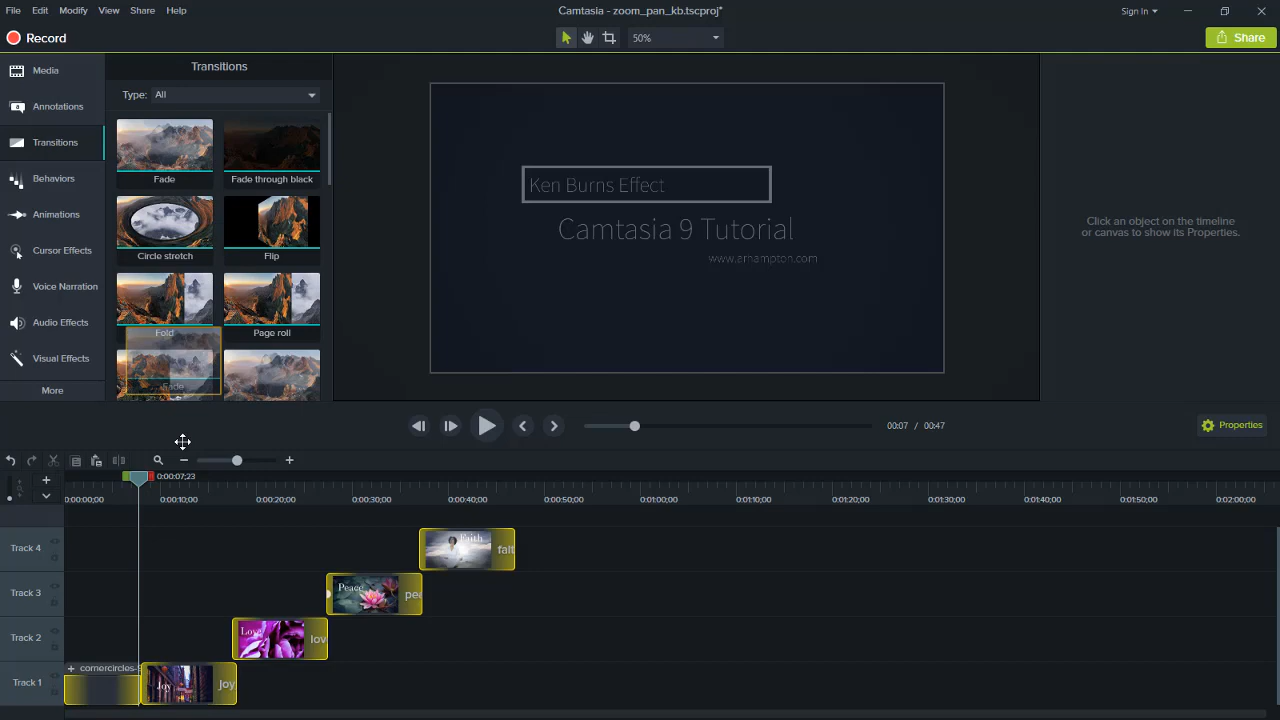 File Edit Modify View Share Help
Camtasia - zoom_pan_kb.tscproj*
Sign In
Record
50%
Share
Media
Annotations
Transitions
Behaviors
Animations
Cursor Effects
Voice Narration
Audio Effects
Visual Effects
More
Transitions
Type: All
Fade
Fade through black
Circle stretch
Flip
Fold
Page roll
Fade
Ken Burns Effect
Camtasia 9 Tutorial
www.arhampton.com
Click an object on the timeline
or canvas to show its Properties.
00:07 / 00:47
Properties
0:00:07;23
0:00:00;00 0:00:10;00 0:00:20;00 0:00:30;00 0:00:40;00 0:00:50;00 0:01:00;00 0:01:10;00 0:01:20;00 0:01:30;00 0:01:40;00 0:01:50;00 0:02:00;00
Track 4
Faith
fait
Track 3
Peace
pea
Track 2
Love
lov
Track 1
cornercircles-9
Joy
joy